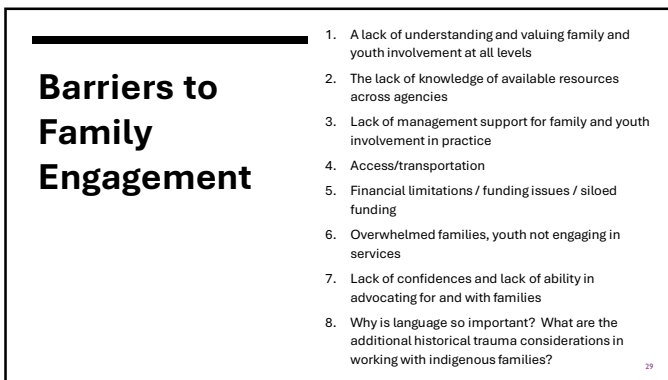 Barriers to
Family
Engagement
1. A lack of understanding and valuing family and
youth involvement at all levels
2. The lack of knowledge of available resources
across agencies
3. Lack of management support for family and youth
involvement in practice
4. Access/transportation
5. Financial limitations / funding issues / siloed
funding
6. Overwhelmed families, youth not engaging in
services
7. Lack of confidences and lack of ability in
advocating for and with families
8. Why is language so important? What are the
additional historical trauma considerations in
working with indigenous families?
29